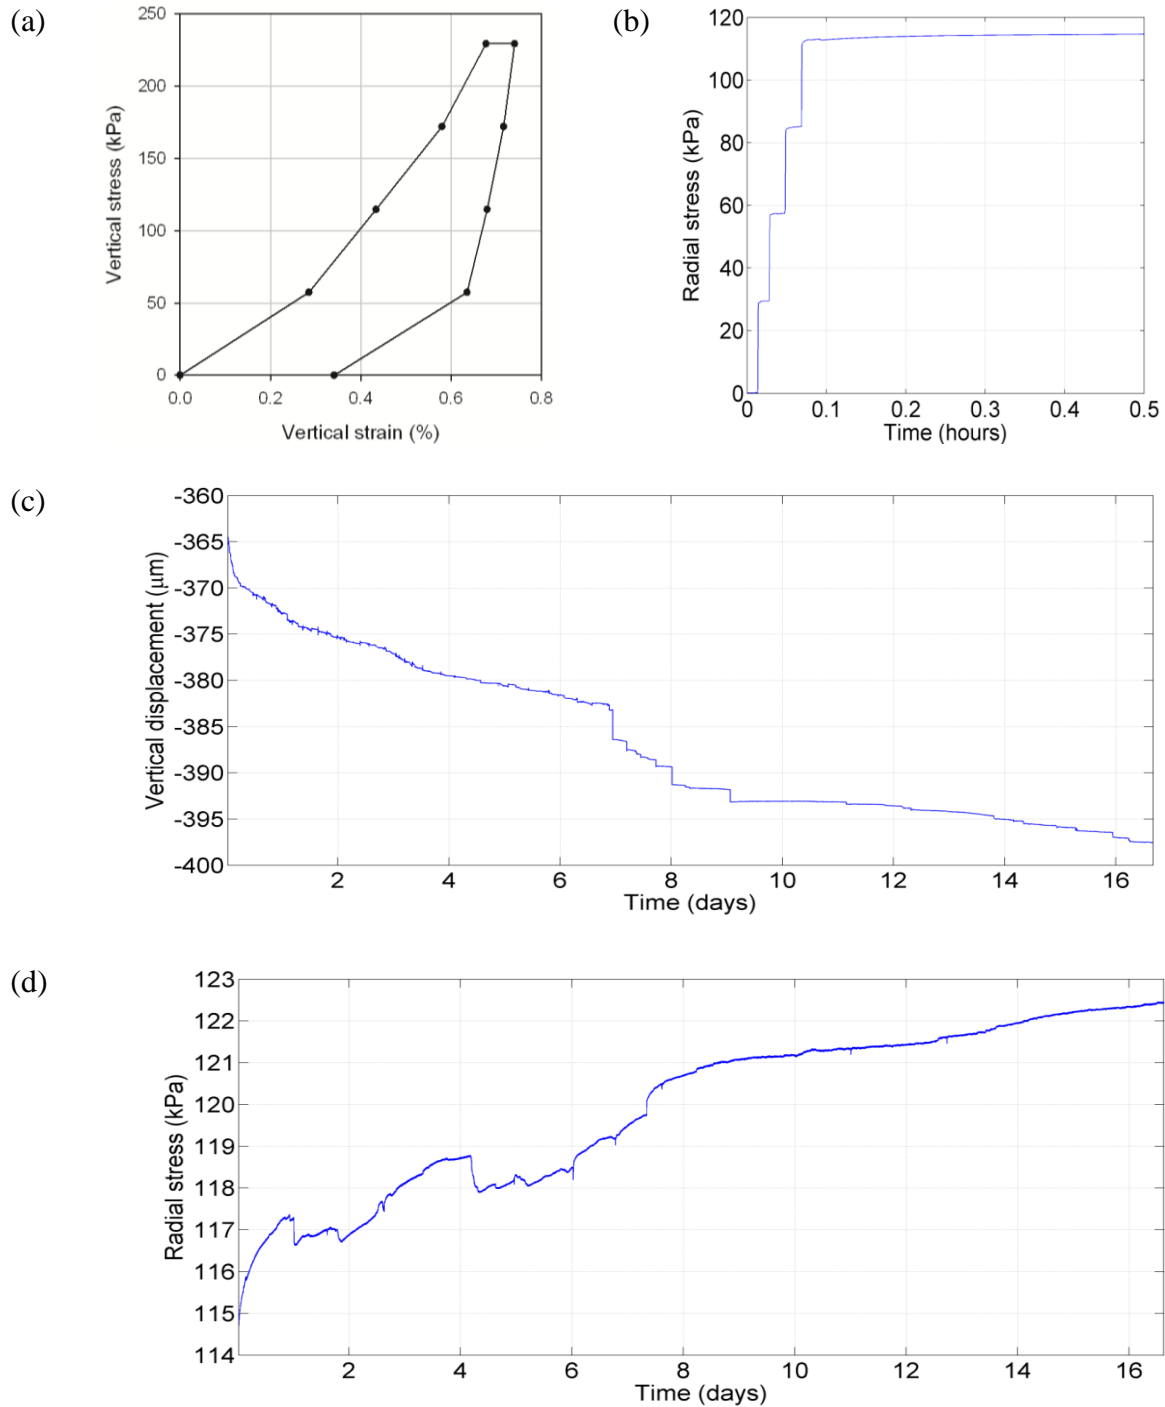 (a)
250
200
150
100
50
0
Vertical stress (kPa)
0.0 0.2 0.4 0.6 0.8
Vertical strain (%)
(b)
120
100
80
60
40
20
0
Radial stress (kPa)
0 0.1 0.2 0.3 0.4 0.5
Time (hours)
(c)
-360
-365
-370
-375
-380
-385
-390
-395
-400
Vertical displacement (μm)
2 4 6 8 10 12 14 16
Time (days)
(d)
123
122
121
120
119
118
117
116
115
114
Radial stress (kPa)
2 4 6 8 10 12 14 16
Time (days)